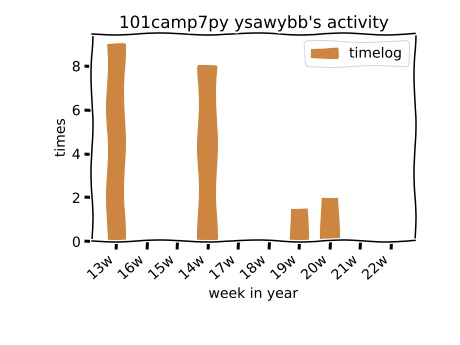 101camp7py ysawybb's activity
timelog
times
8
6
4
2
0
13w 16w 15w 14w 17w 18w 19w 20w 21w 22w
week in year